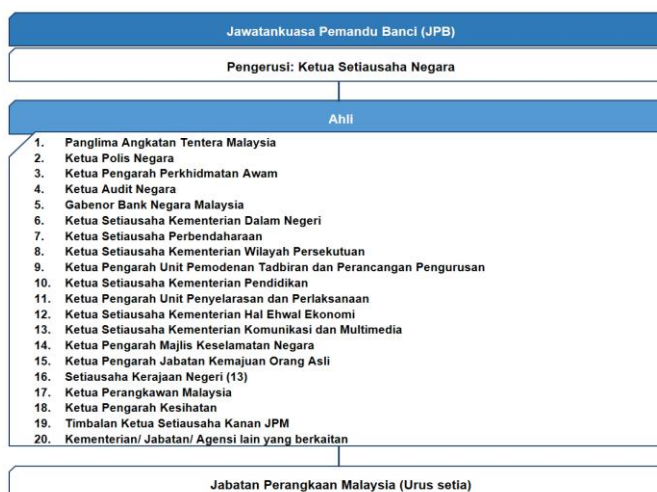 Jawatankuasa Pemandu Banci (JPB)
Pengerusi: Ketua Setiausaha Negara
Ahli
1. Panglima Angkatan Tentera Malaysia
2. Ketua Polis Negara
3. Ketua Pengarah Perkhidmatan Awam
4. Ketua Audit Negara
5. Gabenor Bank Negara Malaysia
6. Ketua Setiausaha Kementerian Dalam Negeri
7. Ketua Setiausaha Perbendaharaan
8. Ketua Setiausaha Kementerian Wilayah Persekutuan
9. Ketua Pengarah Unit Pemodenan Tadbiran dan Perancangan Pengurusan
10. Ketua Setiausaha Kementerian Pendidikan
11. Ketua Pengarah Unit Penyelarasan dan Perlaksanaan
12. Ketua Setiausaha Kementerian Hal Ehwal Ekonomi
13. Ketua Setiausaha Kementerian Komunikasi dan Multimedia
14. Ketua Pengarah Majlis Keselamatan Negara
15. Ketua Pengarah Jabatan Kemajuan Orang Asli
16. Setiausaha Kerajaan Negeri (13)
17. Ketua Perangkawan Malaysia
18. Ketua Pengarah Kesihatan
19. Timbalan Ketua Setiausaha Kanan JPM
20. Kementerian/ Jabatan/ Agensi lain yang berkaitan
Jabatan Perangkaan Malaysia (Urus setia)